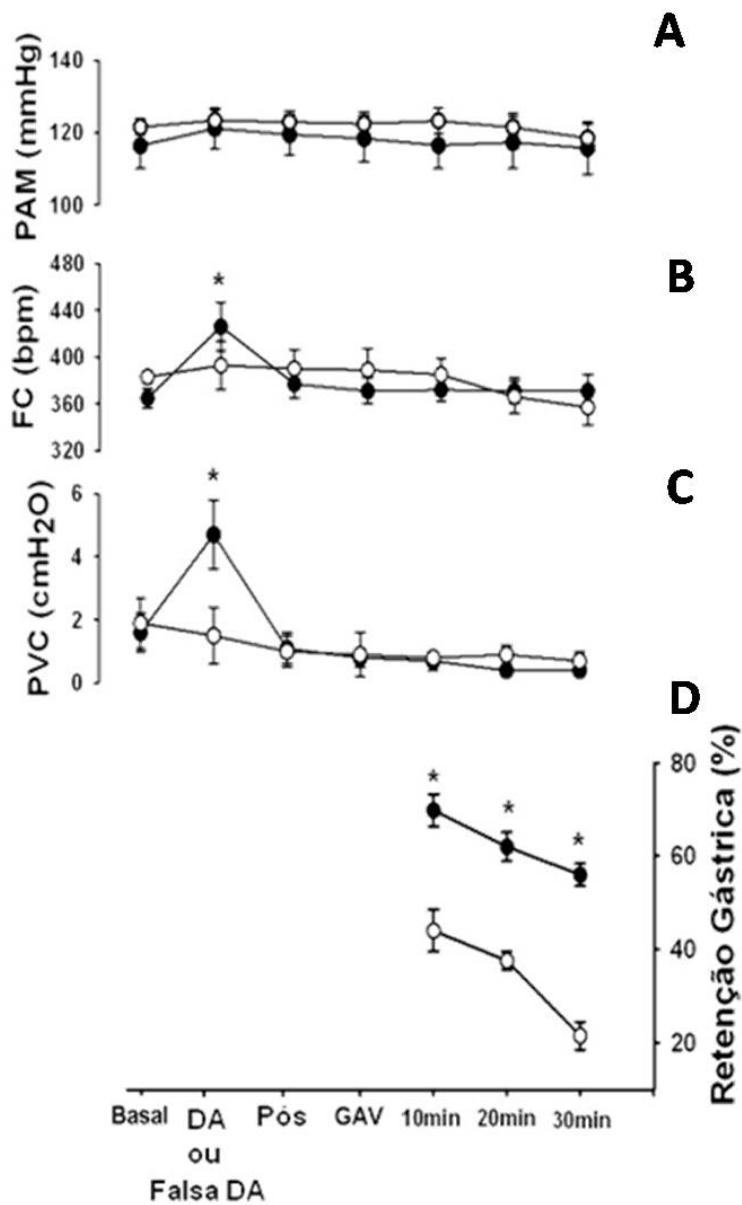 A
PAM (mmHg)
140
120
100
B
FC (bpm)
480
440
400
360
320
*
C
PVC (cmH2O)
6
4
2
0
*
D
Retenção Gástrica (%)
80
60
40
20
*
*
*
Basal DA Pós GAV 10min 20min 30min
ou
Falsa DA